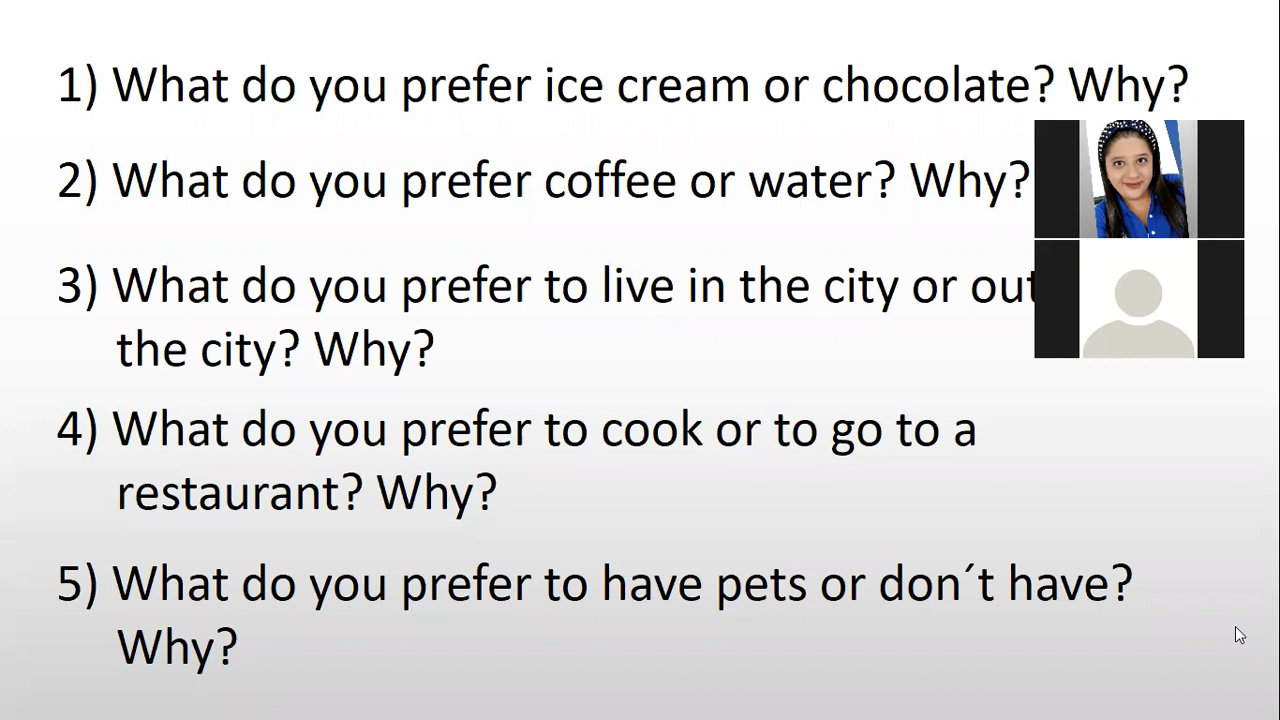 1) What do you prefer ice cream or chocolate? Why?
2) What do you prefer coffee or water? Why?
3) What do you prefer to live in the city or out
the city? Why?
4) What do you prefer to cook or to go to a
restaurant? Why?
5) What do you prefer to have pets or don´t have?
Why?